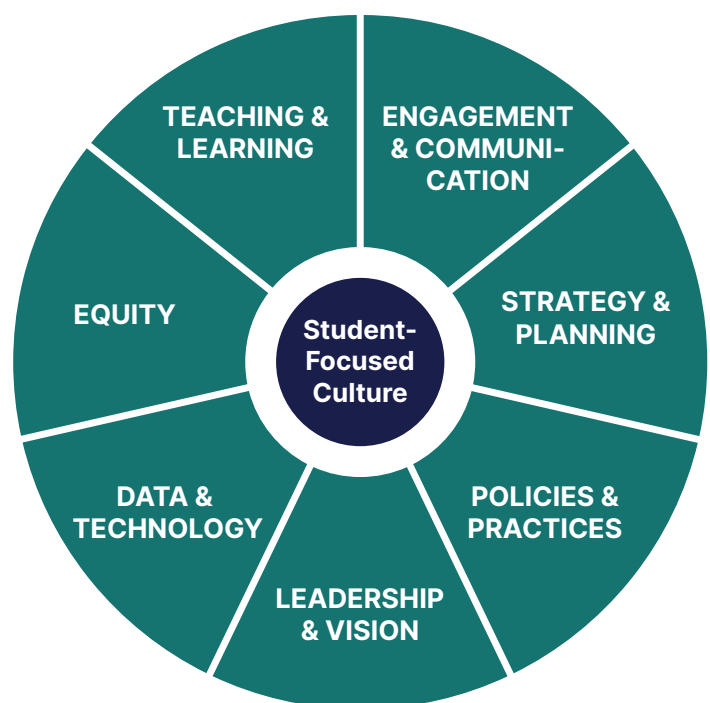 TEACHING &
LEARNING
ENGAGEMENT
& COMMUNI-
CATION
EQUITY
STRATEGY &
PLANNING
Student-
Focused
Culture
DATA &
TECHNOLOGY
POLICIES &
PRACTICES
LEADERSHIP
& VISION